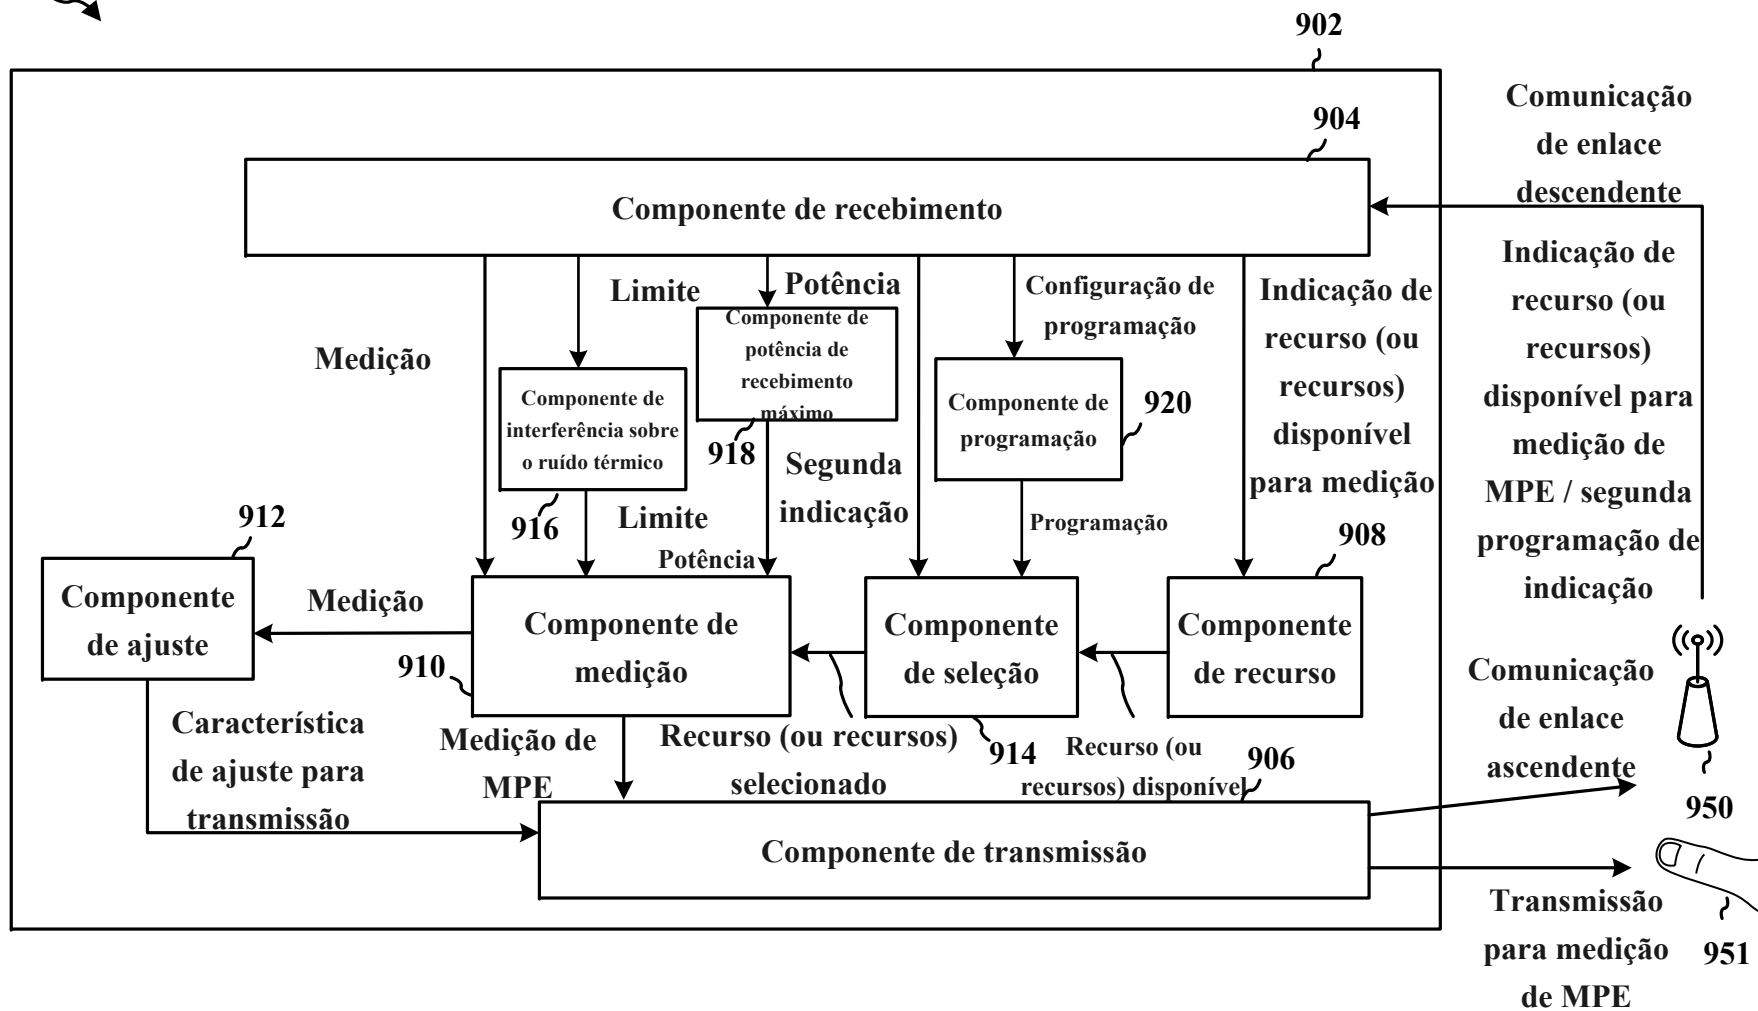 902
904
Comunicação
de enlace
descendente
Componente de recebimento
Indicação de
recurso (ou
recursos)
disponível para
medição de
MPE / segunda
programação de
indicação
Medição
Limite
Potência
Configuração de
programação
Indicação de
recurso (ou
recursos)
disponível
para medição
Componente de
potência de
recebimento
máximo
918
Componente de
interferência sobre
o ruído térmico
916
Componente de
programação
920
Segunda
indicação
Limite
Potência
Programação
912
908
Componente
de ajuste
Medição
Componente de
medição
910
Componente
de seleção
914
Componente
de recurso
Comunicação
de enlace
ascendente
950
Característica
de ajuste para
transmissão
Medição de
MPE
Recurso (ou recursos)
selecionado
Recurso (ou
recursos) disponível
906
Componente de transmissão
Transmissão
para medição
de MPE
951